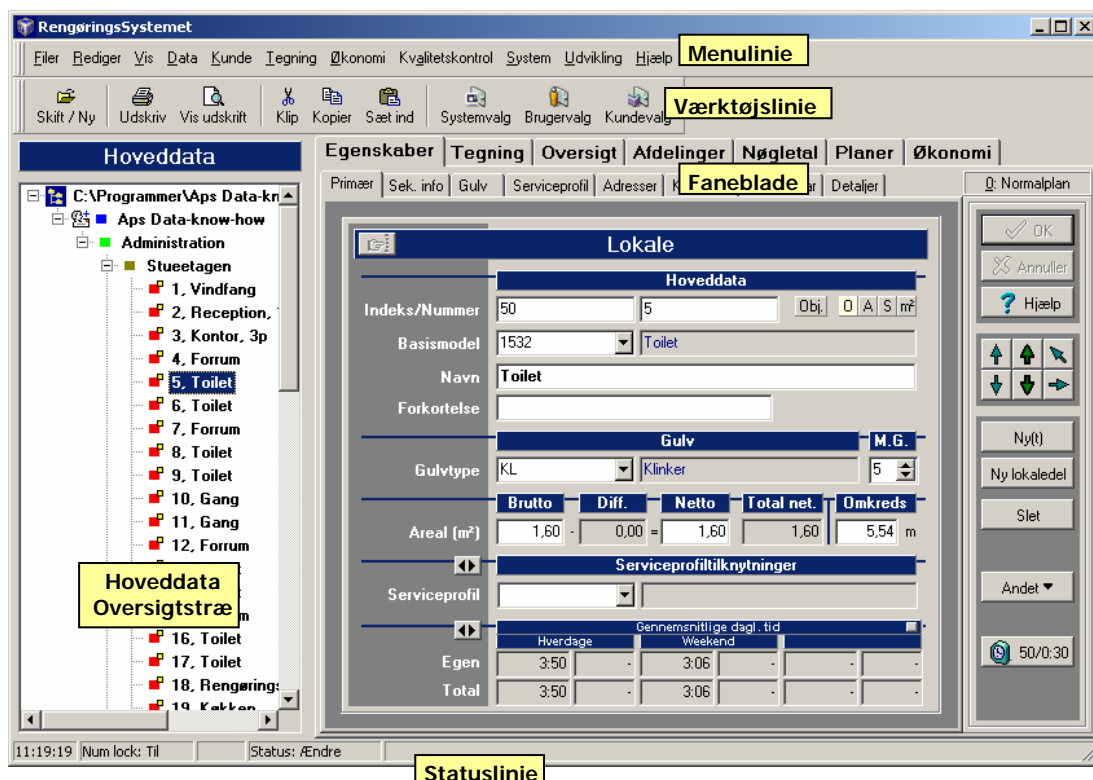 RengøringsSystemet
Filer Rediger Vis Data Kunde Tegning Økonomi Kvalitetskontrol System Udvikling Hjælp
Menulinie
Skift / Ny Udskriv Vis udskrift Klip Kopier Sæt ind Systemvalg Brugervalg Kundevalg
Værktøjslinie
Hoveddata
Egenskaber Tegning Oversigt Afdelinger Nøgletal Planer Økonomi
Primær Sek. info Gulv Serviceprofil Adresser Detaljer
Faneblade
0: Normalplan
C:\Programmer\Aps Data-kn
Aps Data-know-how
Administration
Stueetagen
1, Vindfang
2, Reception,
3, Kontor, 3p
4, Forrum
5, Toilet
6, Toilet
7, Forrum
8, Toilet
9, Toilet
10, Gang
11, Gang
12, Forrum
Hoveddata
Oversigtstræ
16, Toilet
17, Toilet
18, Rengørings
19, Køkken
Lokale
Hoveddata
Indeks/Nummer 50 5 Obj. O A S m²
Basismodel 1532 Toilet
Navn Toilet
Forkortelse
Gulv M.G.
Gulvtype KL Klinker 5
Brutto Diff. Netto Total net. Omkreds
Areal (m²) 1,60 - 0,00 = 1,60 1,60 5,54 m
Serviceprofiltilknytninger
Serviceprofil
Gennemsnitlige dagl. tid
Hverdage Weekend
Egen 3:50 - 3:06 - - -
Total 3:50 - 3:06 - - -
OK
Annuller
Hjælp
Ny(t)
Ny lokaledel
Slet
Andet
50/0:30
11:19:19 Num lock: Til Status: Ændre
Statuslinie